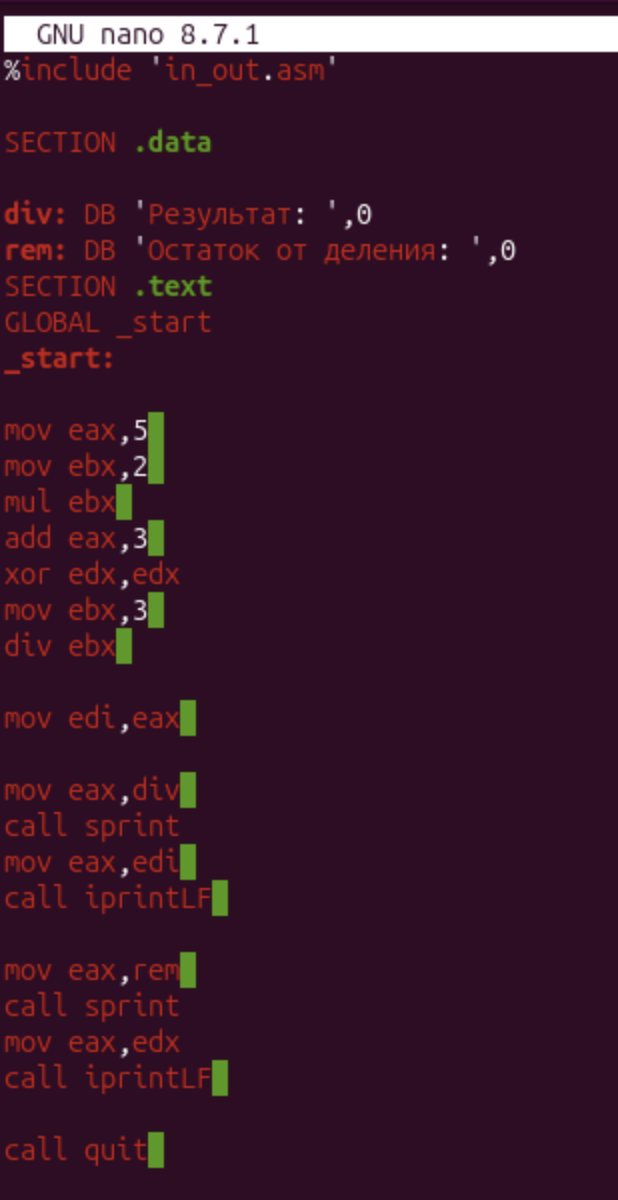 GNU nano 8.7.1
%include 'in_out.asm'
SECTION .data
div: DB 'Результат: ',0
rem: DB 'Остаток от деления: ',0
SECTION .text
GLOBAL _start
_start:
mov eax,5
mov ebx,2
mul ebx
add eax,3
xor edx,edx
mov ebx,3
div ebx
mov edi,eax
mov eax,div
call sprint
mov eax,edi
call iprintLF
mov eax,rem
call sprint
mov eax,edx
call iprintLF
call quit